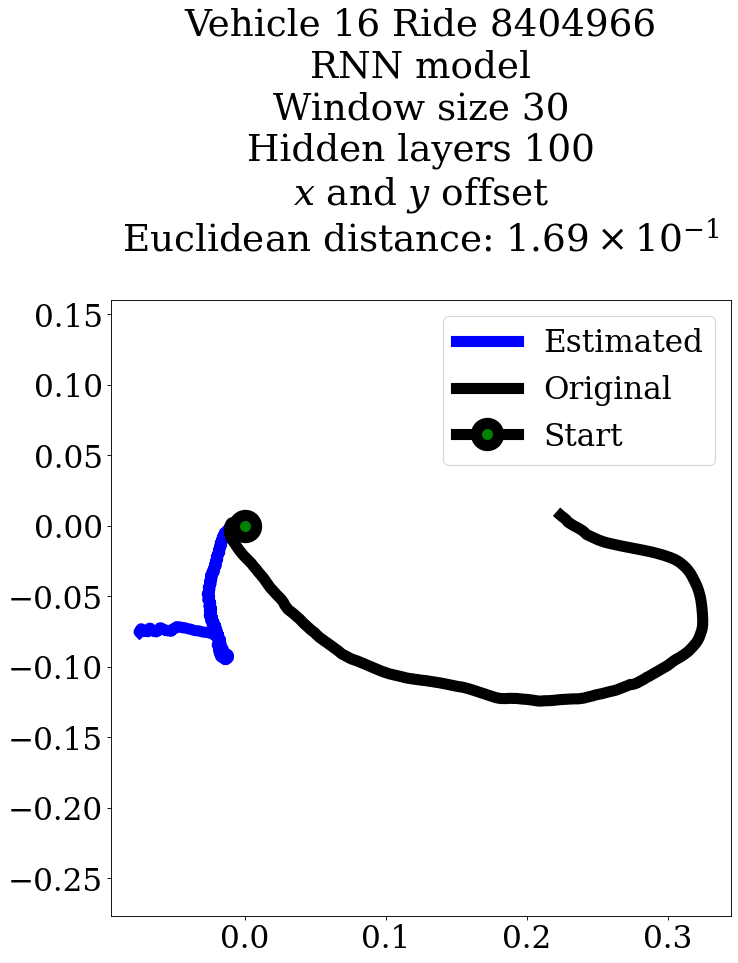 Vehicle 16 Ride 8404966
RNN model
Window size 30
Hidden layers 100
x and y offset
Euclidean distance: 1.69 × 10⁻¹
0.15
0.10
0.05
0.00
−0.05
−0.10
−0.15
−0.20
−0.25
Estimated
Original
Start
0.0 0.1 0.2 0.3